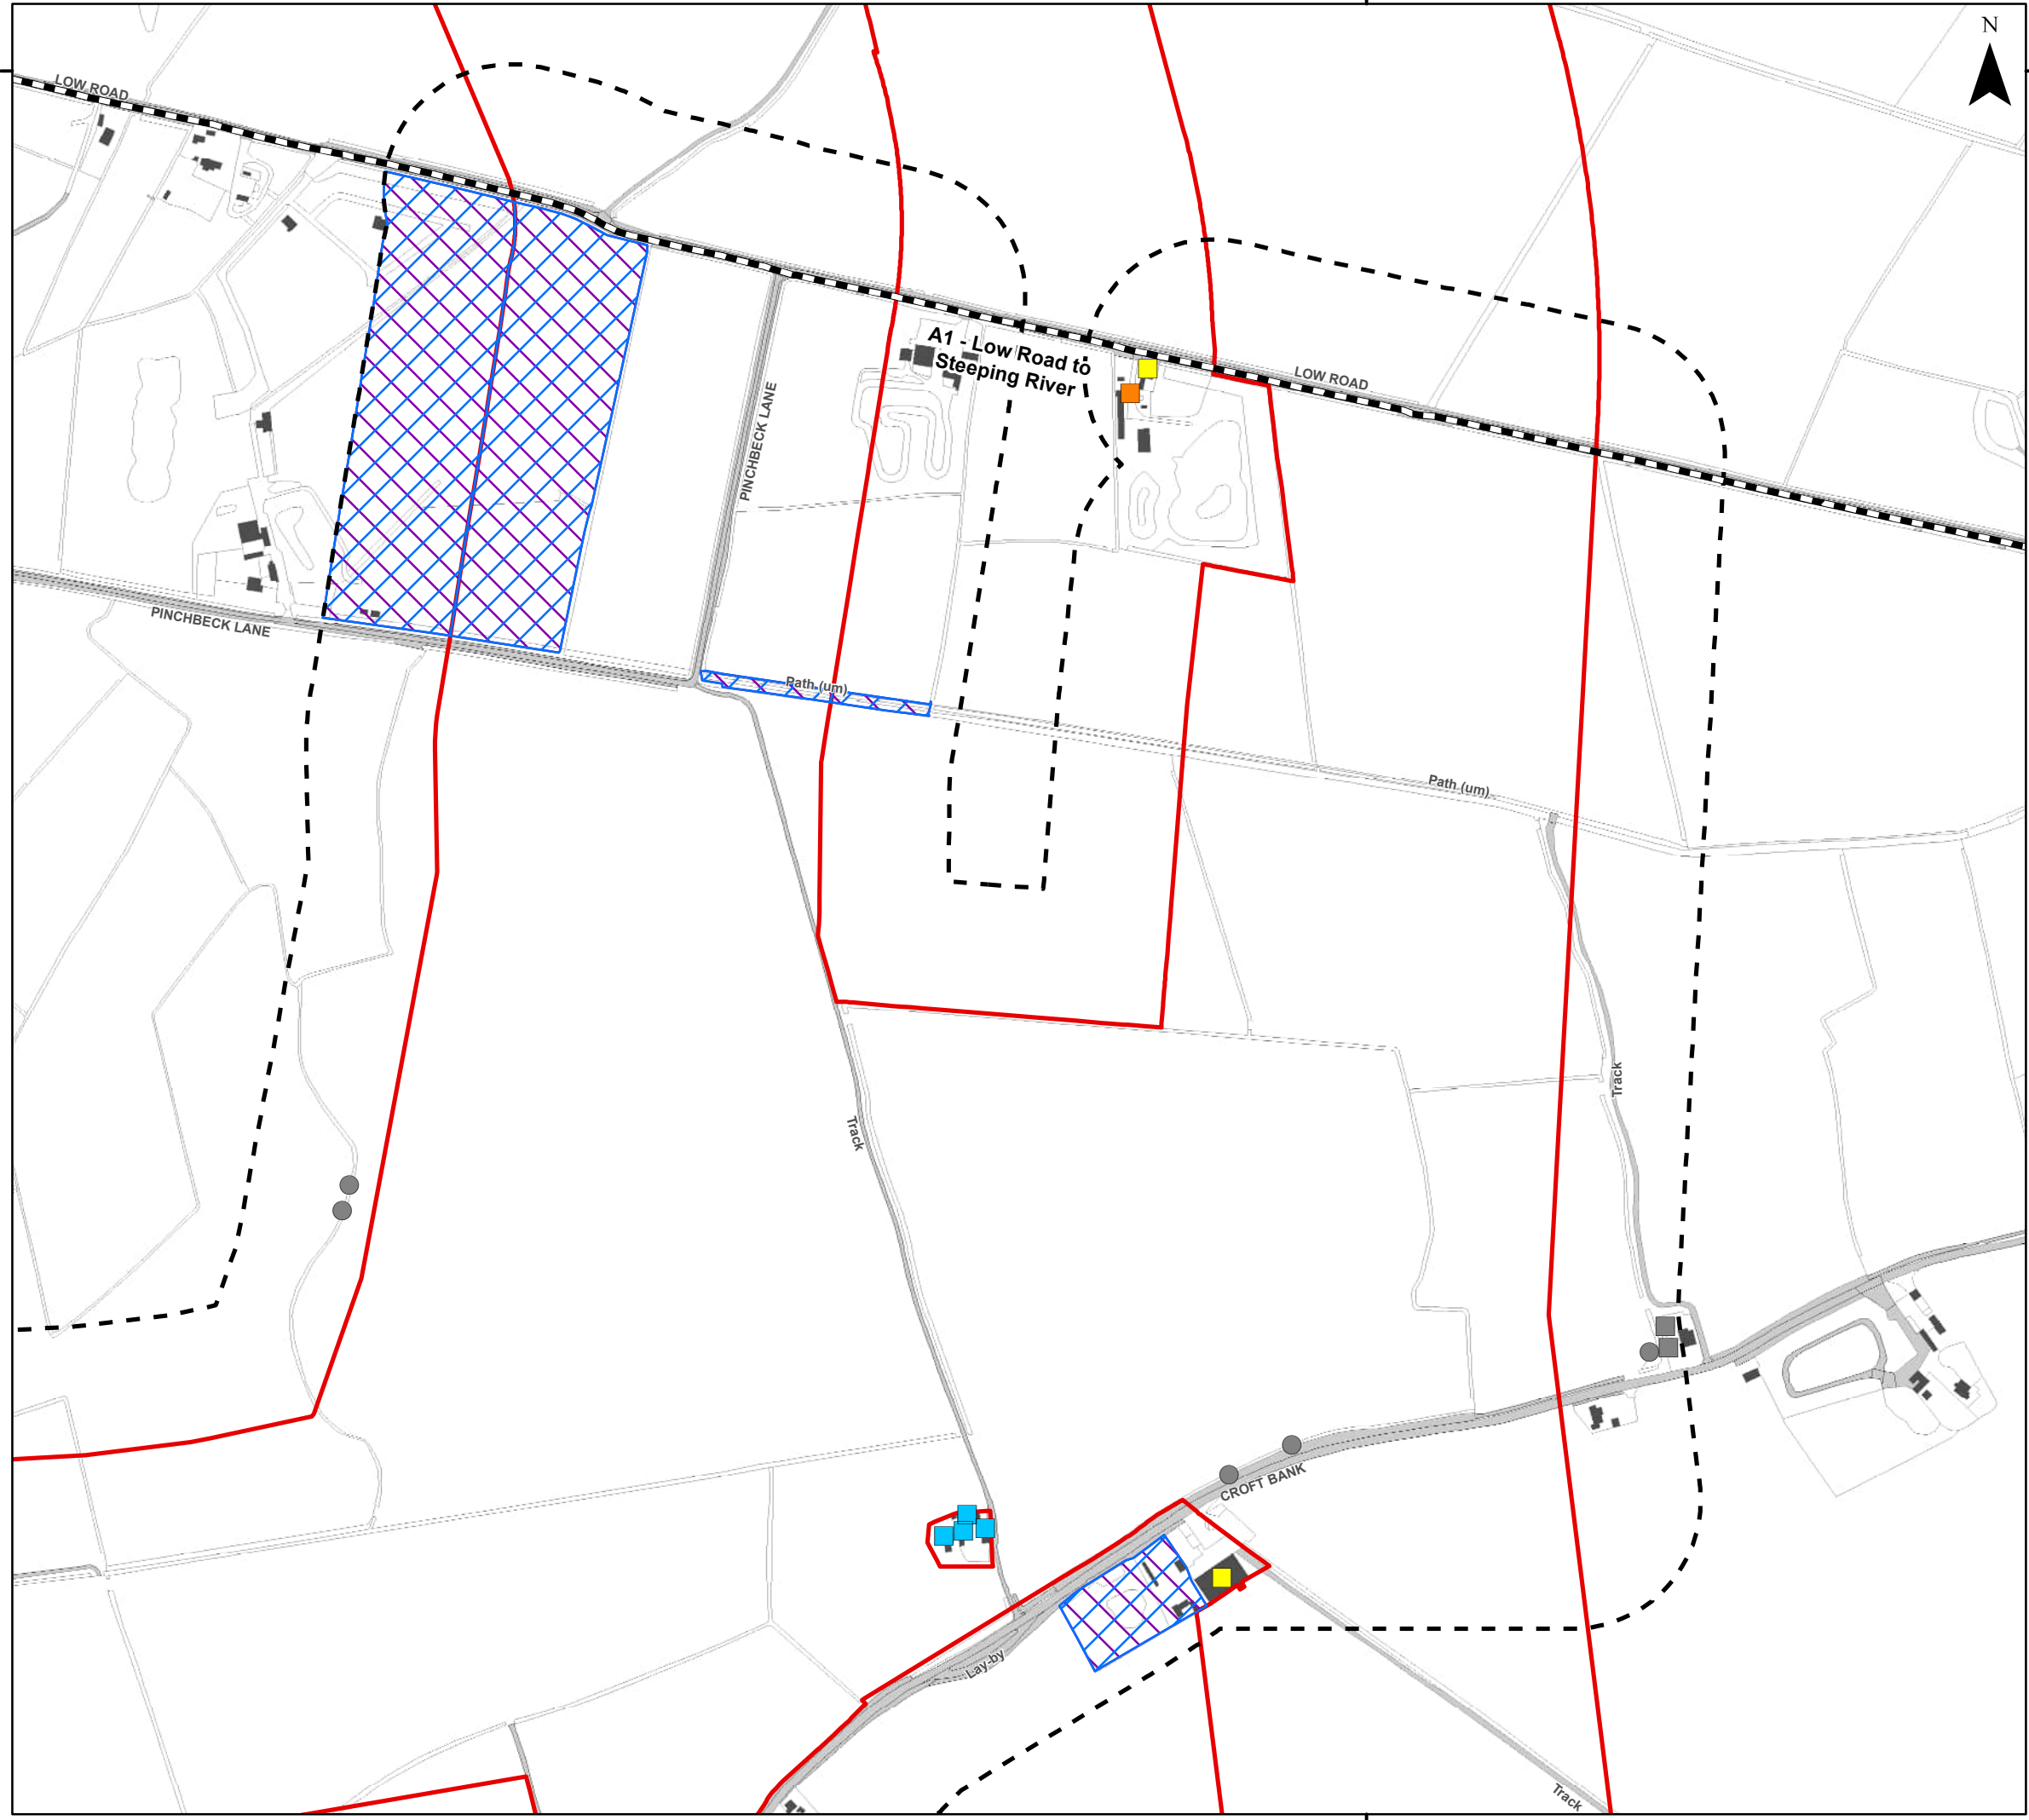 N
LOW ROAD
A1 - Low Road to
Steeping River
LOW ROAD
PINCHBECK LANE
PINCHBECK LANE
Path (um)
Path (um)
Track
Track
CROFT BANK
Lay-by
Track